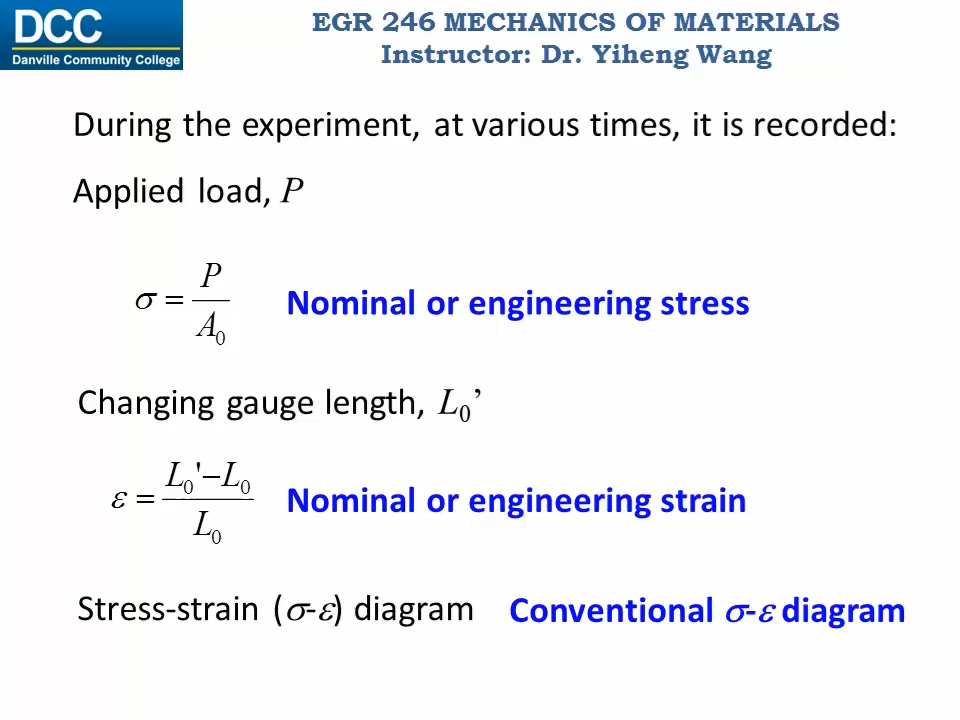 DCC
Danville Community College
EGR 246 MECHANICS OF MATERIALS
Instructor: Dr. Yiheng Wang
During the experiment, at various times, it is recorded:
Applied load, P
σ = P / A₀
Nominal or engineering stress
Changing gauge length, L₀’
ε = (L₀'−L₀) / L₀
Nominal or engineering strain
Stress-strain (σ-ε) diagram
Conventional σ-ε diagram